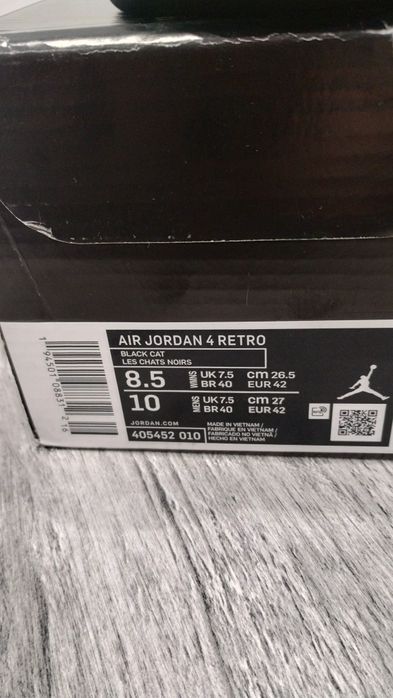 AIR JORDAN 4 RETRO
BLACK CAT
LES CHATS NOIRS
8.5 UK 7.5 cm 26.5
BR 40 EUR 42
10 MENS UK 7.5 cm 27
BR 40 EUR 42
JORDAN.COM
405452 010
MADE IN VIETNAM /
FABRIQUE EN VIETNAM /
FABRICADO NO VIETNÃ /
HECHO EN VIETNAM